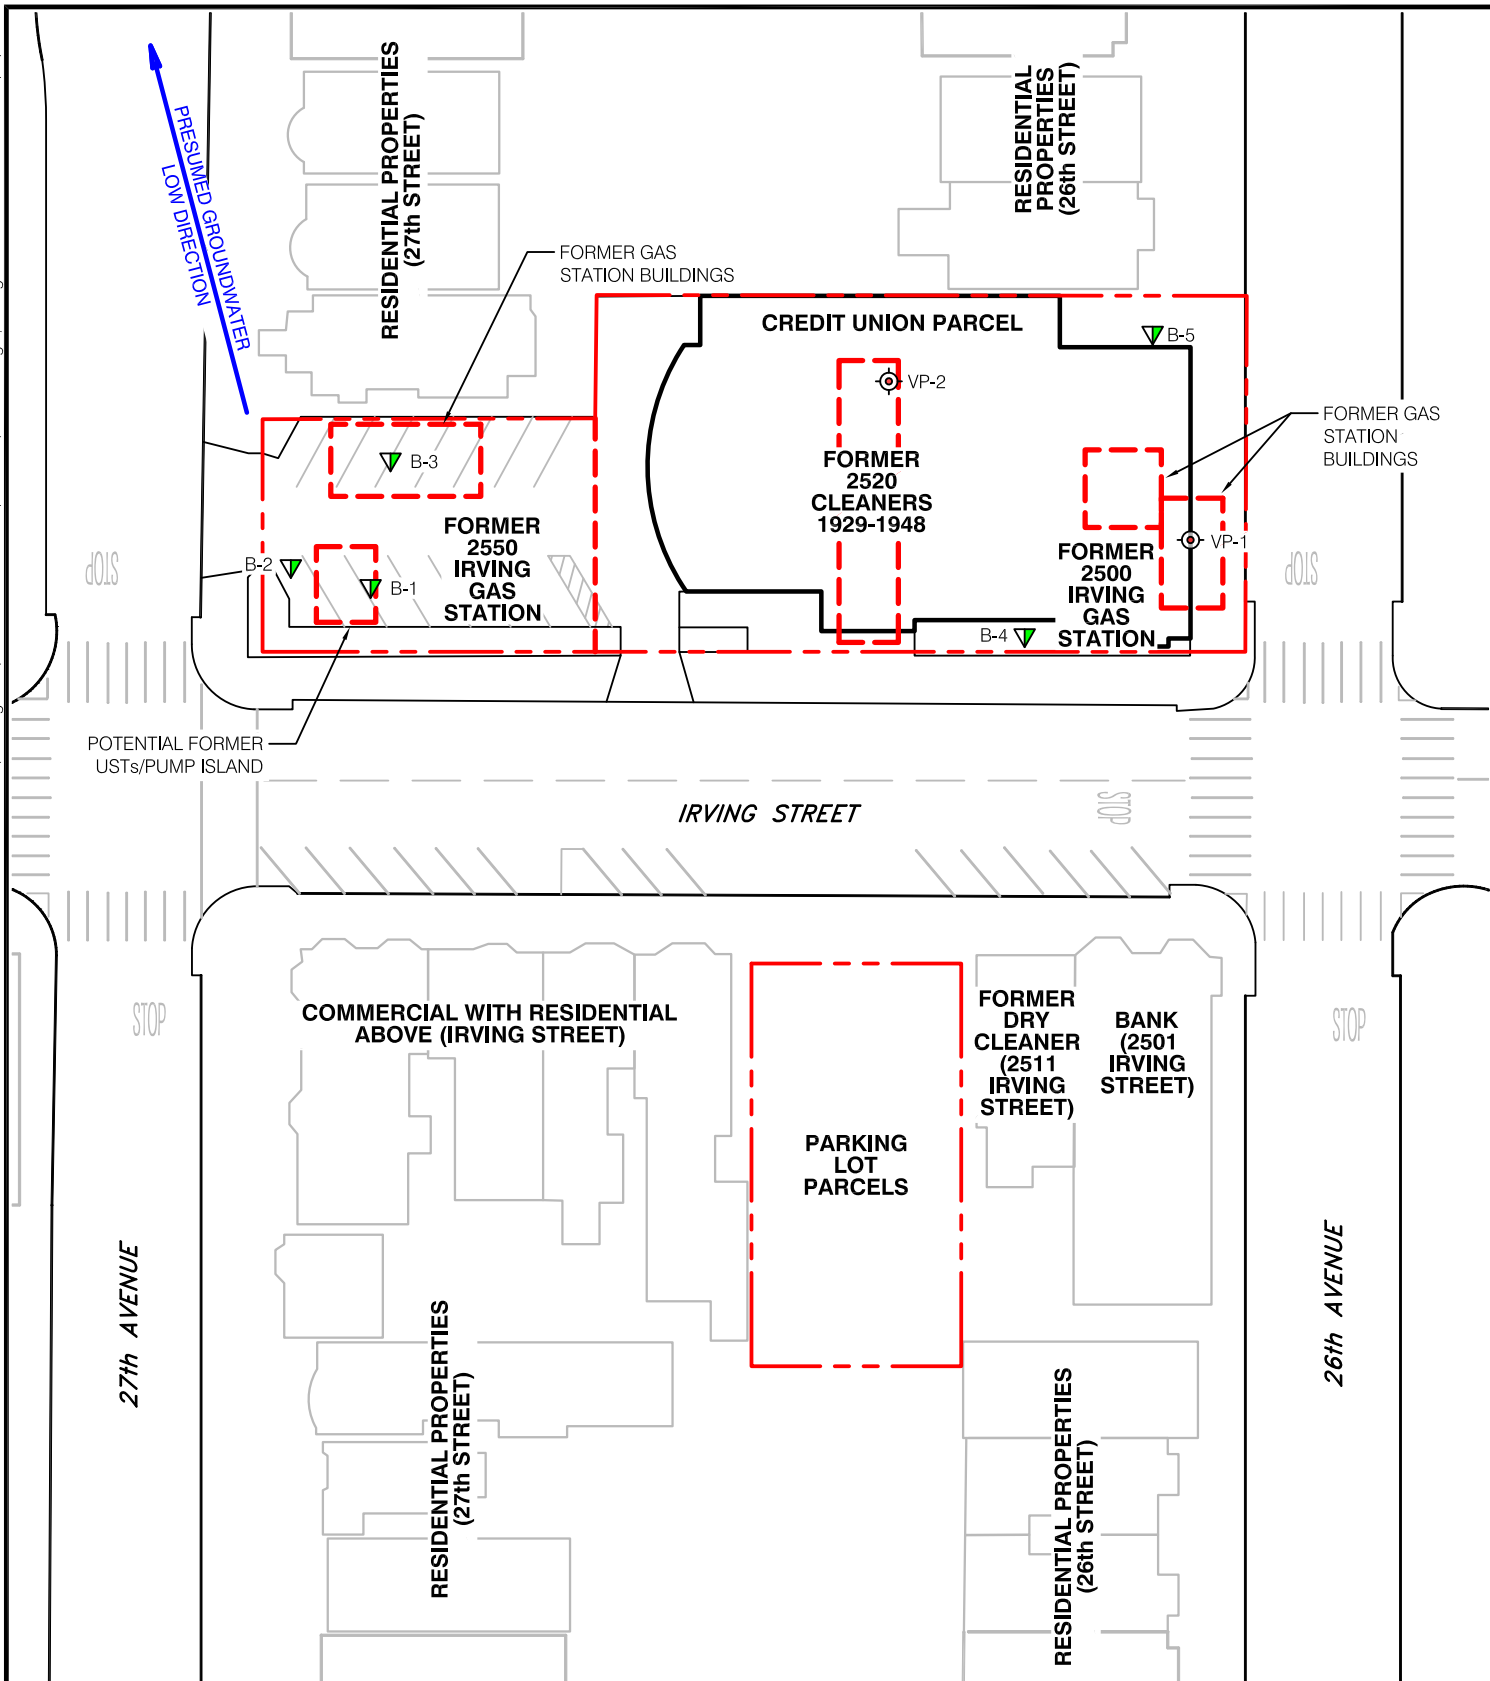 RESIDENTIAL PROPERTIES
(27th STREET)
RESIDENTIAL
PROPERTIES
(26th STREET)
PRESUMED GROUNDWATER
LOW DIRECTION
FORMER GAS
STATION BUILDINGS
CREDIT UNION PARCEL
B-5
VP-2
FORMER GAS
STATION
BUILDINGS
B-3
FORMER
2520
CLEANERS
1929-1948
FORMER
2550
IRVING
GAS
STATION
B-2
B-1
VP-1
FORMER
2500
IRVING
GAS
STATION
B-4
STOP
STOP
POTENTIAL FORMER
USTs/PUMP ISLAND
IRVING STREET
STOP
COMMERCIAL WITH RESIDENTIAL
ABOVE (IRVING STREET)
FORMER
DRY
CLEANER
(2511
IRVING
STREET)
BANK
(2501
IRVING
STREET)
STOP
STOP
PARKING
LOT
PARCELS
27th AVENUE
26th AVENUE
RESIDENTIAL PROPERTIES
(27th STREET)
RESIDENTIAL PROPERTIES
(26th STREET)